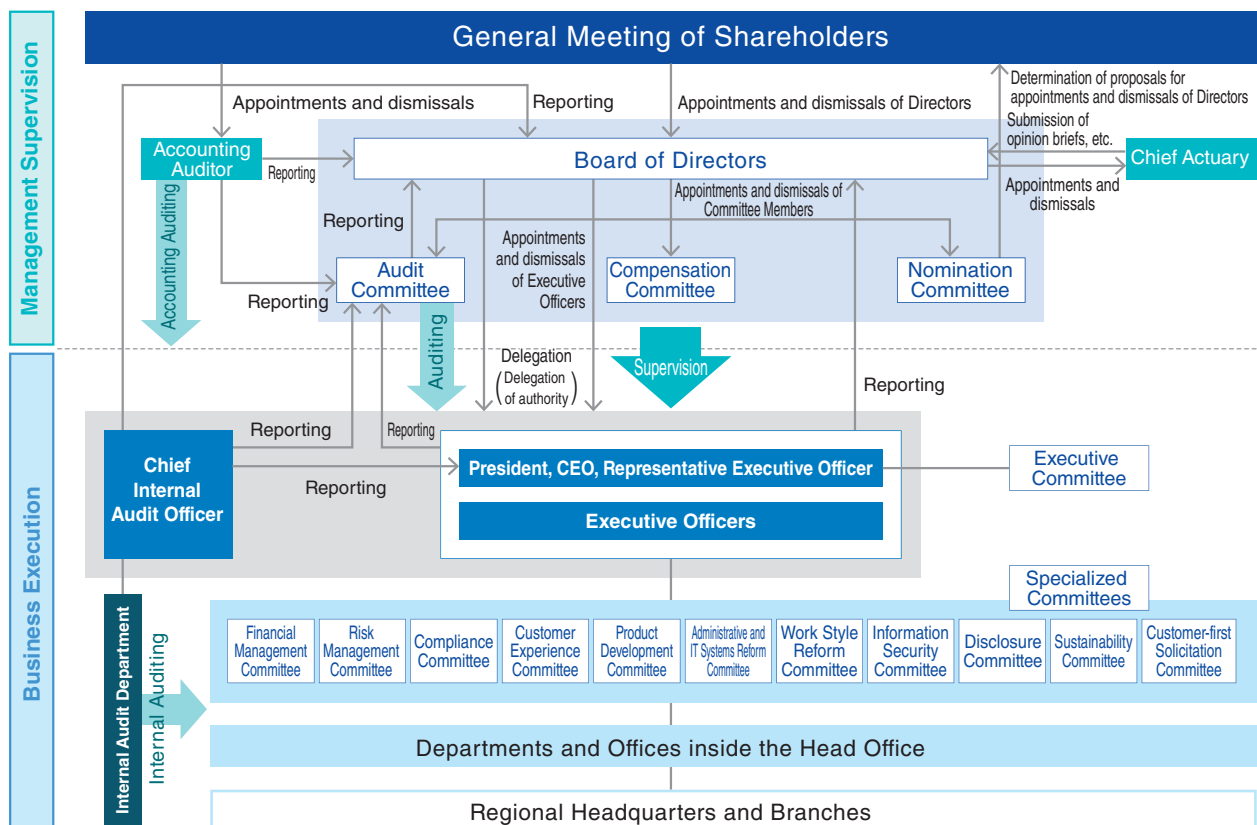 Management Supervision
General Meeting of Shareholders
Appointments and dismissals
Reporting
Appointments and dismissals of Directors
Determination of proposals for
appointments and dismissals of Directors
Submission of
opinion briefs, etc.
Accounting
Auditor
Reporting
Board of Directors
Chief Actuary
Appointments and
dismissals
Accounting Auditing
Reporting
Appointments and dismissals of
Committee Members
Appointments
and dismissals
of Executive
Officers
Audit
Committee
Compensation
Committee
Nomination
Committee
Reporting
Auditing
Supervision
Delegation
(Delegation
of authority)
Reporting
Business Execution
Reporting
Reporting
Chief
Internal
Audit Officer
Reporting
President, CEO, Representative Executive Officer
Executive Officers
Executive
Committee
Specialized
Committees
Internal Audit Department
Internal Auditing
Financial
Management
Committee
Risk
Management
Committee
Compliance
Committee
Customer
Experience
Committee
Product
Development
Committee
Administrative and
IT Systems Reform
Committee
Work Style
Reform
Committee
Information
Security
Committee
Disclosure
Committee
Sustainability
Committee
Customer-first
Solicitation
Committee
Departments and Offices inside the Head Office
Regional Headquarters and Branches